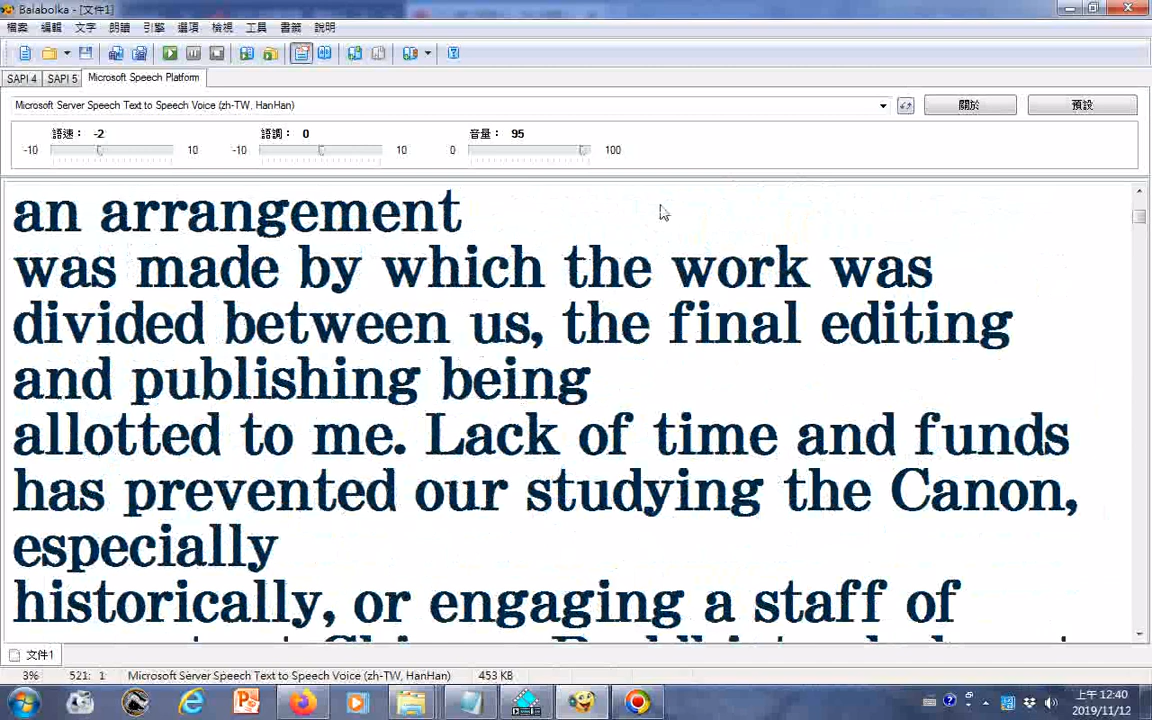 Balabolka - [文件1]
檔案 編輯 文字 朗讀 引擎 選項 檢視 工具 書籤 說明
SAPI 4 SAPI 5 Microsoft Speech Platform
Microsoft Server Speech Text to Speech Voice (zh-TW, HanHan) 關於 預設
語速： -2 語調： 0 音量： 95
-10 10 -10 10 0 100
an arrangement
was made by which the work was
divided between us, the final editing
and publishing being
allotted to me. Lack of time and funds
has prevented our studying the Canon,
especially
historically, or engaging a staff of
文件1
3% 521: 1 Microsoft Server Speech Text to Speech Voice (zh-TW, HanHan) 453 KB
上午 12:40
2019/11/12